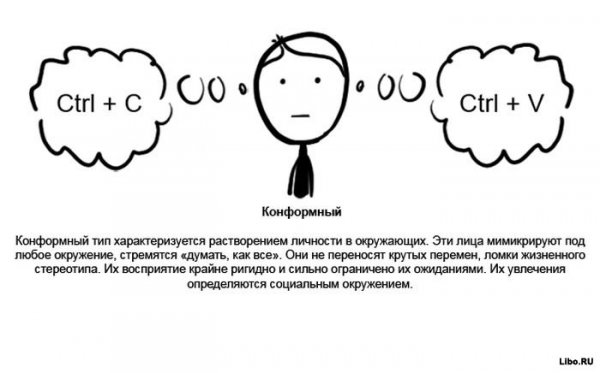 Ctrl + C
Ctrl + V
Конформный
Конформный тип характеризуется растворением личности в окружающих. Эти лица мимикрируют под
любое окружение, стремятся «думать, как все». Они не переносят крутых перемен, ломки жизненного
стереотипа. Их восприятие крайне ригидно и сильно ограничено их ожиданиями. Их увлечения
определяются социальным окружением.
Libo.RU